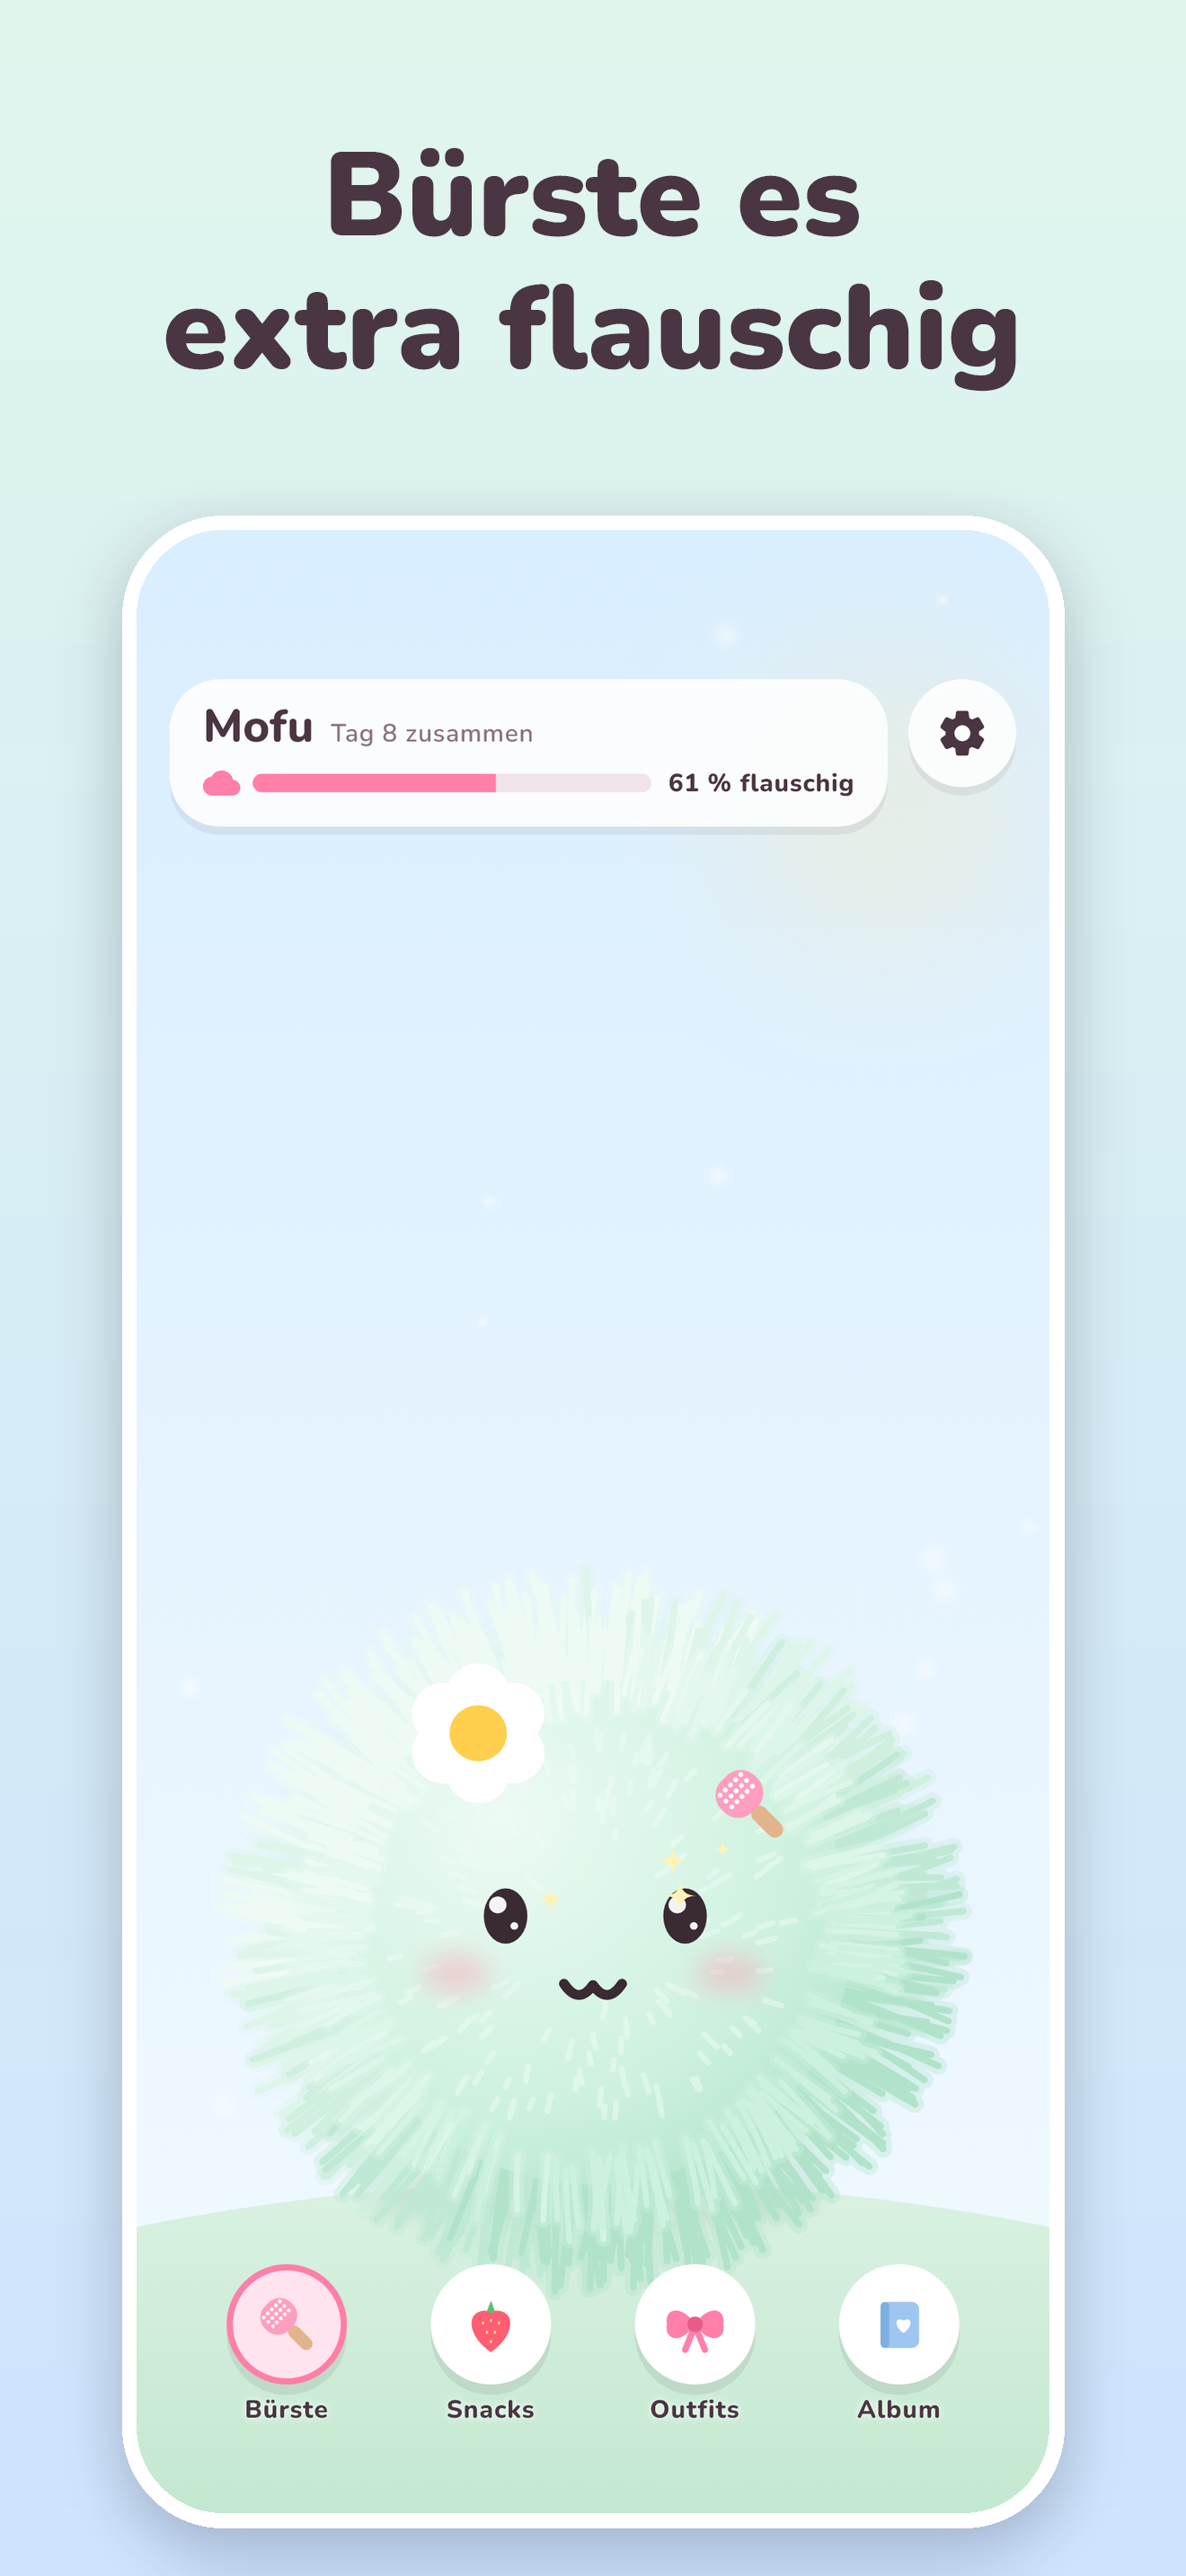 Bürste es
extra flauschig
Mofu Tag 8 zusammen
61 % flauschig
Bürste Snacks Outfits Album